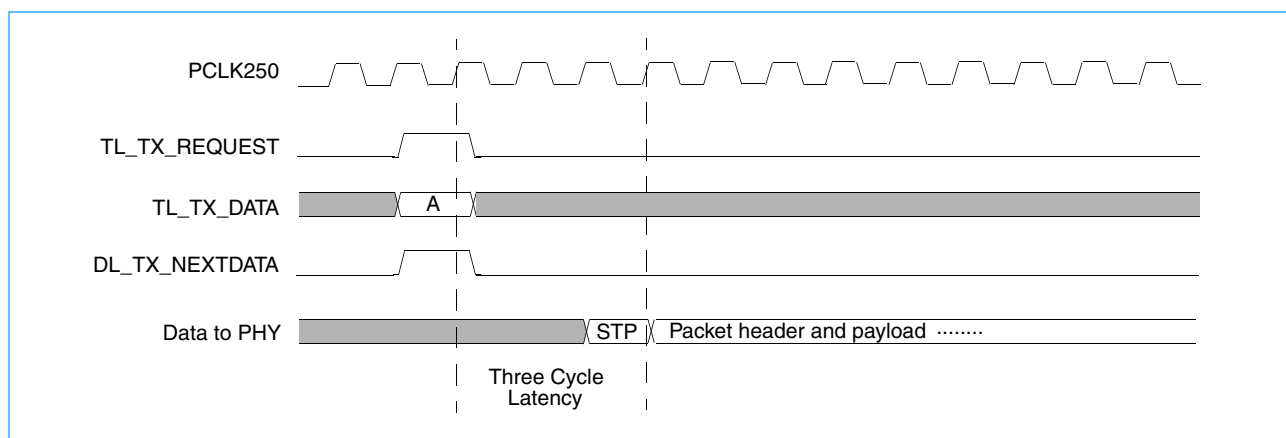 PCLK250
TL_TX_REQUEST
TL_TX_DATA
A
DL_TX_NEXTDATA
Data to PHY
STP
Packet header and payload ········
Three Cycle
Latency